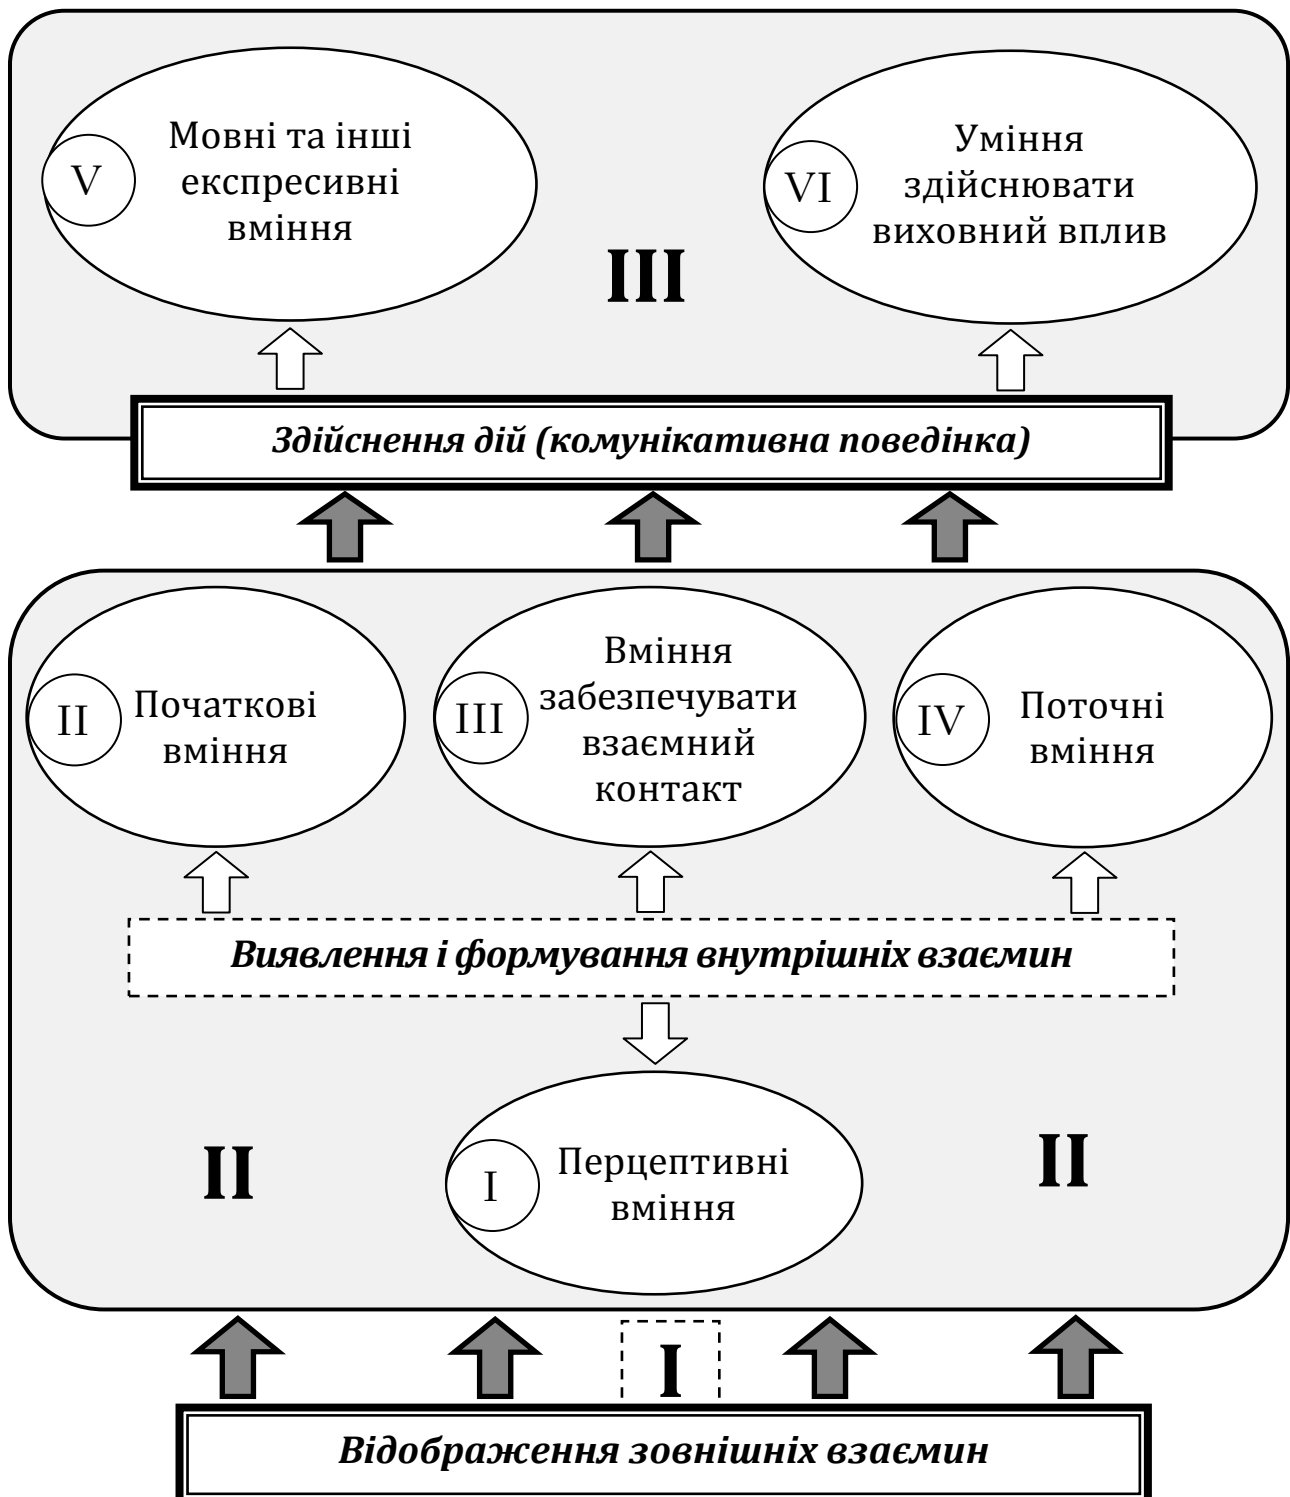 Мовні та інші
експресивні
вміння
V
Уміння
здійснювати
виховний вплив
VI
III
Здійснення дій (комунікативна поведінка)
II
Початкові
вміння
III
Вміння
забезпечувати
взаємний
контакт
IV
Поточні
вміння
Виявлення і формування внутрішніх взаємин
II
I
Перцептивні
вміння
II
I
Відображення зовнішніх взаємин